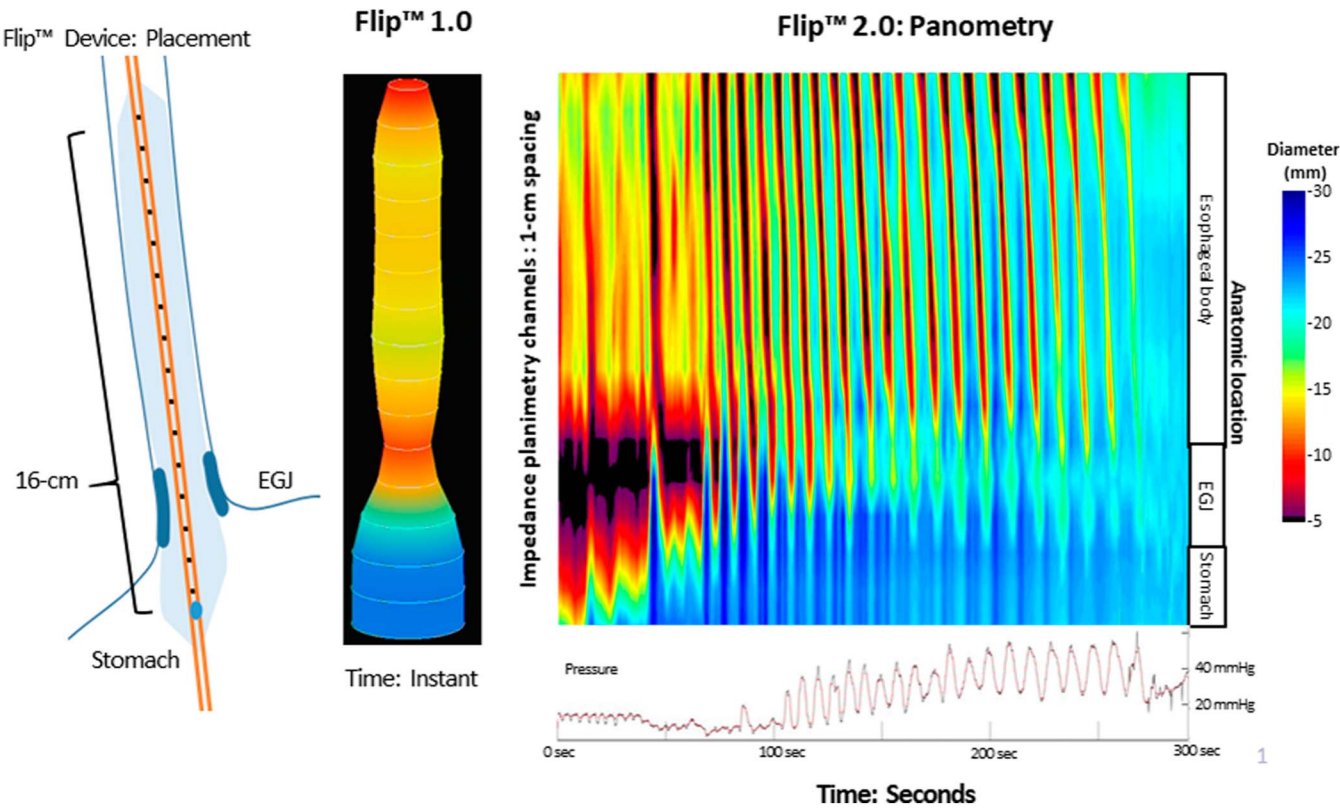 Flip™ Device: Placement
16-cm
EGJ
Stomach
Flip™ 1.0
Time: Instant
Flip™ 2.0: Panometry
Impedance planimetry channels : 1-cm spacing
Esophageal body
EGJ
Stomach
Anatomic location
Diameter
(mm)
-30
-25
-20
-15
-10
-5
Pressure
40 mmHg
20 mmHg
0 sec
100 sec
200 sec
300 sec
Time: Seconds
1